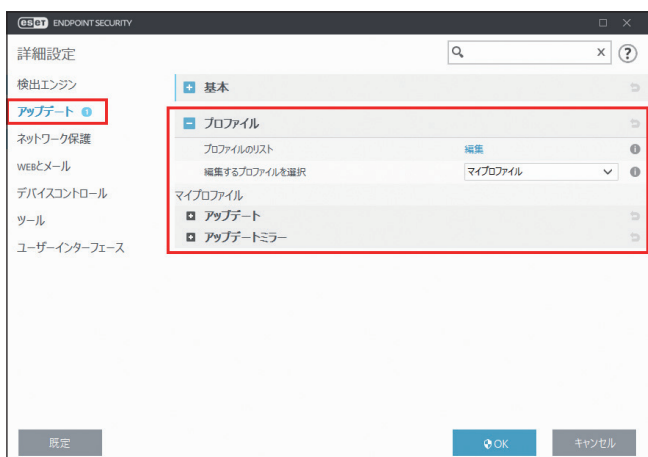 eset ENDPOINT SECURITY
詳細設定
x ?
検出エンジン
アップデート 1
ネットワーク保護
WEBとメール
デバイスコントロール
ツール
ユーザーインターフェース
基本
プロファイル
プロファイルのリスト 編集
編集するプロファイルを選択 マイプロファイル
マイプロファイル
アップデート
アップデートミラー
既定 OK キャンセル